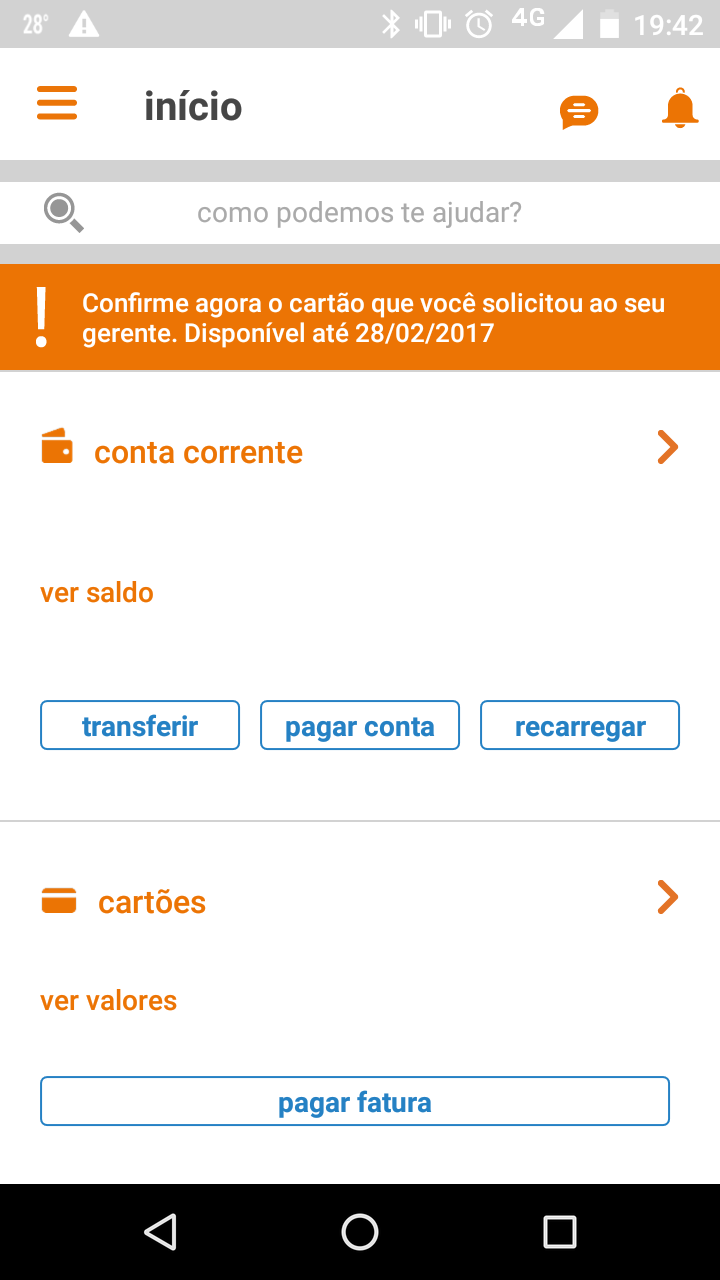 28°
4G
19:42
início
como podemos te ajudar?
Confirme agora o cartão que você solicitou ao seu
gerente. Disponível até 28/02/2017
conta corrente
ver saldo
transferir
pagar conta
recarregar
cartões
ver valores
pagar fatura